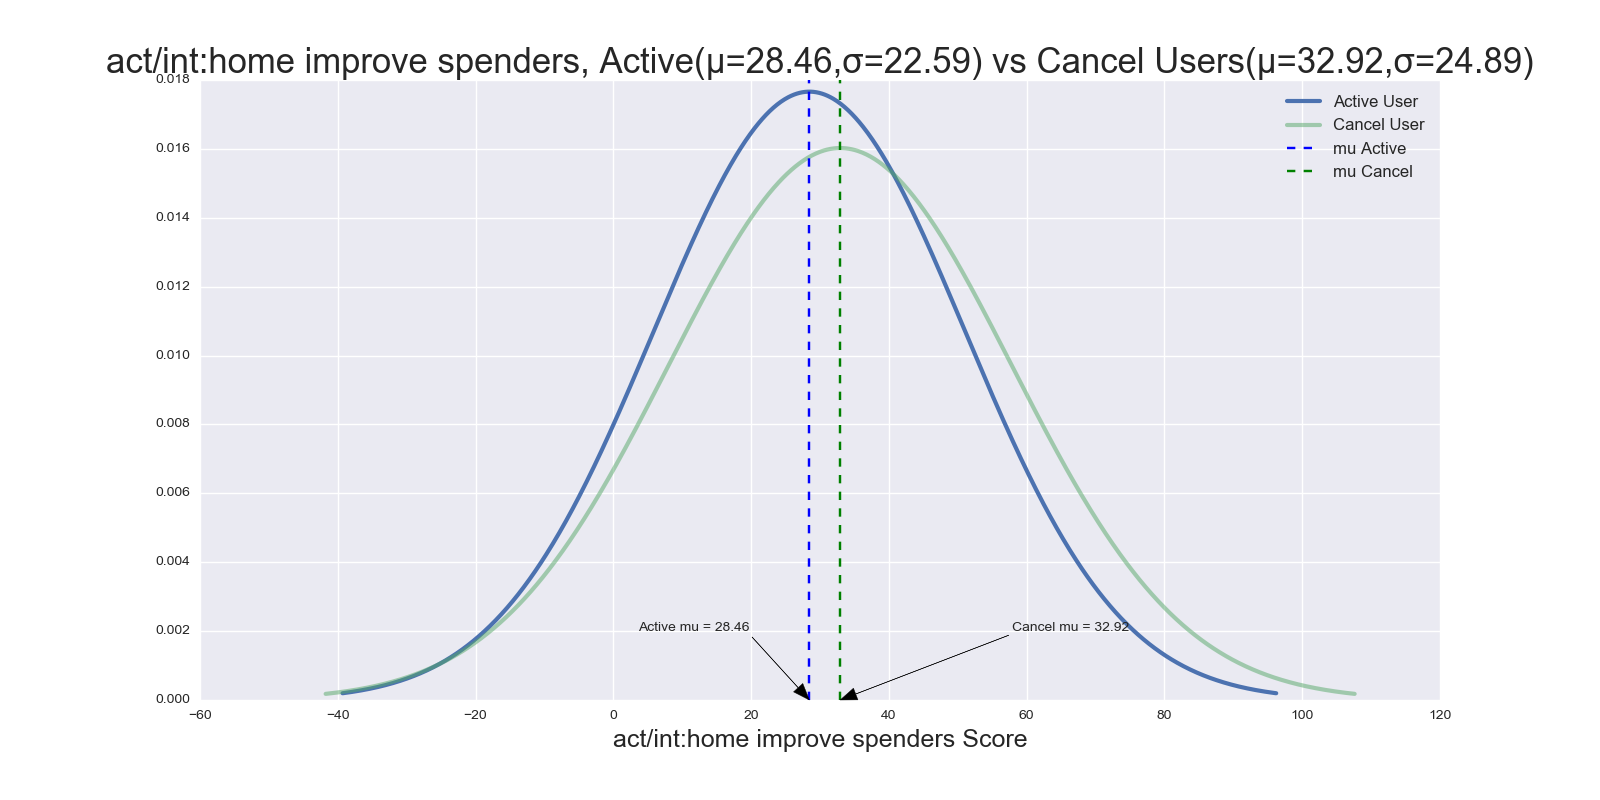 act/int:home improve spenders, Active(μ=28.46,σ=22.59) vs Cancel Users(μ=32.92,σ=24.89)
0.018
0.016
0.014
0.012
0.010
0.008
0.006
0.004
0.002
0.000
Active User
Cancel User
mu Active
mu Cancel
Active mu = 28.46
Cancel mu = 32.92
−60 −40 −20 0 20 40 60 80 100 120
act/int:home improve spenders Score